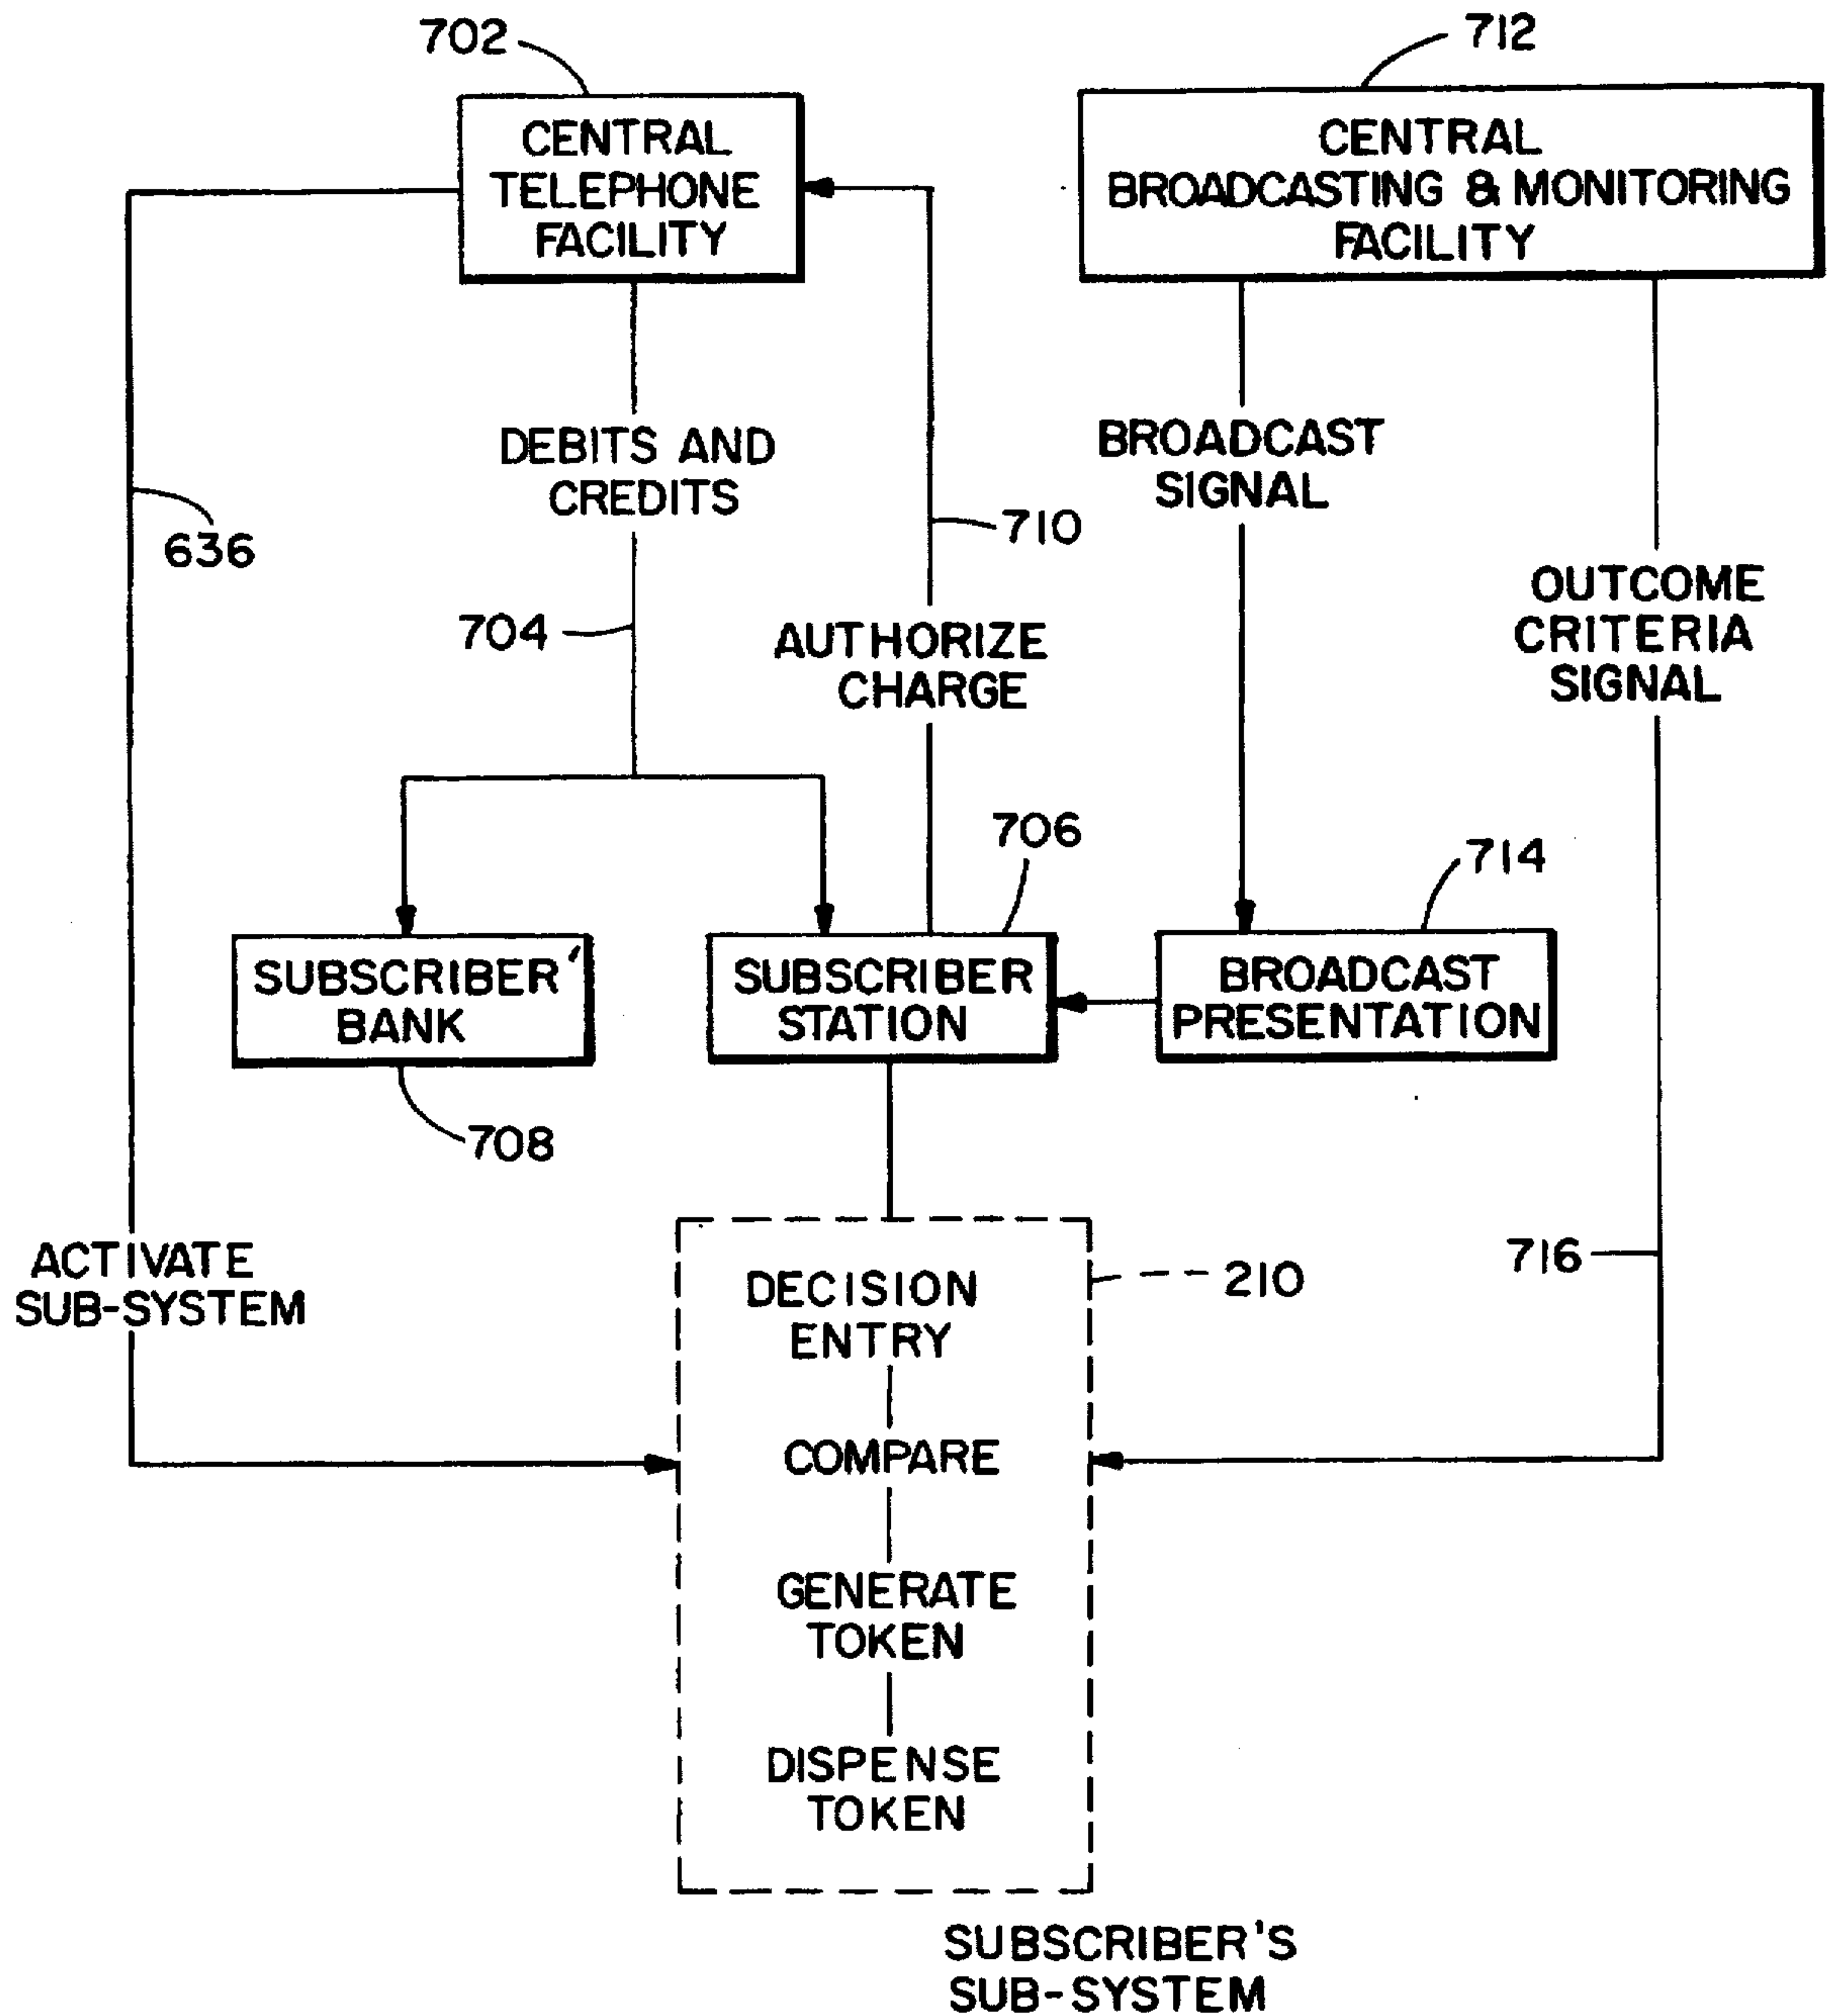 702
712
CENTRAL
TELEPHONE
FACILITY
CENTRAL
BROADCASTING & MONITORING
FACILITY
DEBITS AND
CREDITS
BROADCAST
SIGNAL
636
710
OUTCOME
CRITERIA
SIGNAL
704
AUTHORIZE
CHARGE
706
714
SUBSCRIBER'
BANK
SUBSCRIBER
STATION
BROADCAST
PRESENTATION
708
ACTIVATE
SUB-SYSTEM
716
210
DECISION
ENTRY
COMPARE
GENERATE
TOKEN
DISPENSE
TOKEN
SUBSCRIBER'S
SUB-SYSTEM